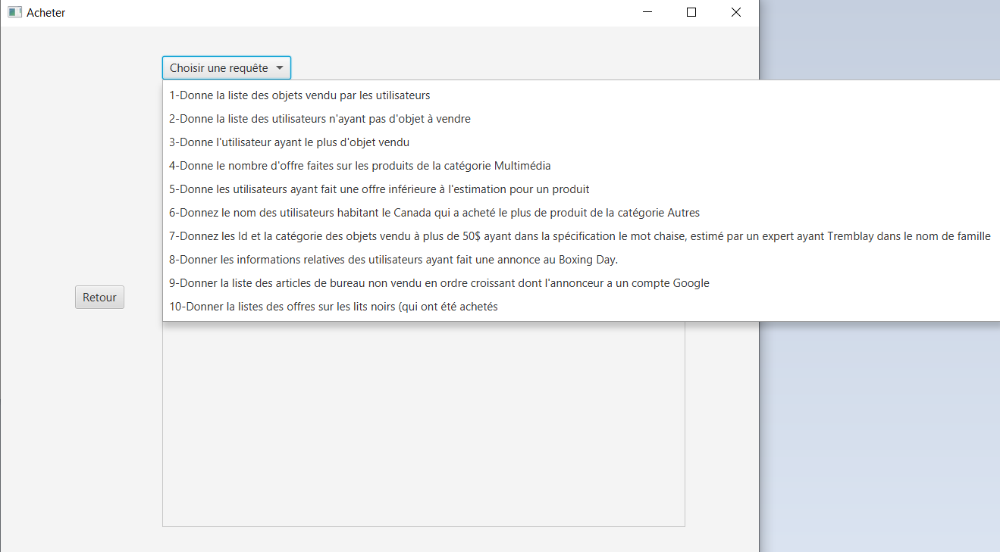 Acheter
Choisir une requête
1-Donne la liste des objets vendu par les utilisateurs
2-Donne la liste des utilisateurs n'ayant pas d'objet à vendre
3-Donne l'utilisateur ayant le plus d'objet vendu
4-Donne le nombre d'offre faites sur les produits de la catégorie Multimédia
5-Donne les utilisateurs ayant fait une offre inférieure à l'estimation pour un produit
6-Donnez le nom des utilisateurs habitant le Canada qui a acheté le plus de produit de la catégorie Autres
7-Donnez les Id et la catégorie des objets vendu à plus de 50$ ayant dans la spécification le mot chaise, estimé par un expert ayant Tremblay dans le nom de famille
8-Donner les informations relatives des utilisateurs ayant fait une annonce au Boxing Day.
9-Donner la liste des articles de bureau non vendu en ordre croissant dont l'annonceur a un compte Google
Retour
10-Donner la listes des offres sur les lits noirs (qui ont été achetés